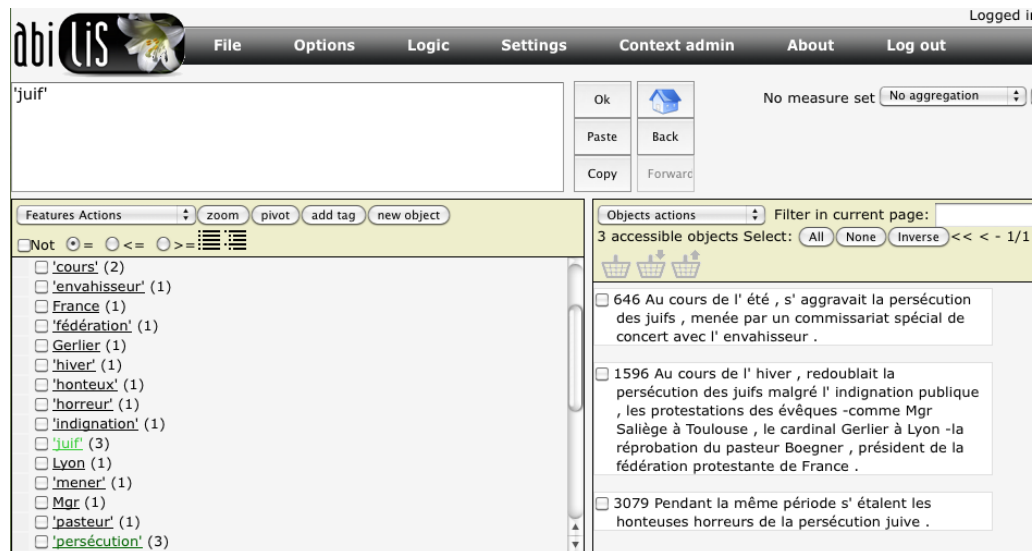 Logged in
abilis
File Options Logic Settings Context admin About Log out
'juif'
Ok
Paste Back
Copy Forward
No measure set No aggregation
Features Actions zoom pivot add tag new object
Not = <= >=
'cours' (2)
'envahisseur' (1)
France (1)
'fédération' (1)
Gerlier (1)
'hiver' (1)
'honteux' (1)
'horreur' (1)
'indignation' (1)
'juif' (3)
Lyon (1)
'mener' (1)
Mgr (1)
'pasteur' (1)
'persécution' (3)
Objects actions Filter in current page:
3 accessible objects Select: All None Inverse << < - 1/1
646 Au cours de l' été , s' aggravait la persécution
des juifs , menée par un commissariat spécial de
concert avec l' envahisseur .
1596 Au cours de l' hiver , redoublait la
persécution des juifs malgré l' indignation publique
, les protestations des évêques -comme Mgr
Saliège à Toulouse , le cardinal Gerlier à Lyon -la
réprobation du pasteur Boegner , président de la
fédération protestante de France .
3079 Pendant la même période s' étalent les
honteuses horreurs de la persécution juive .